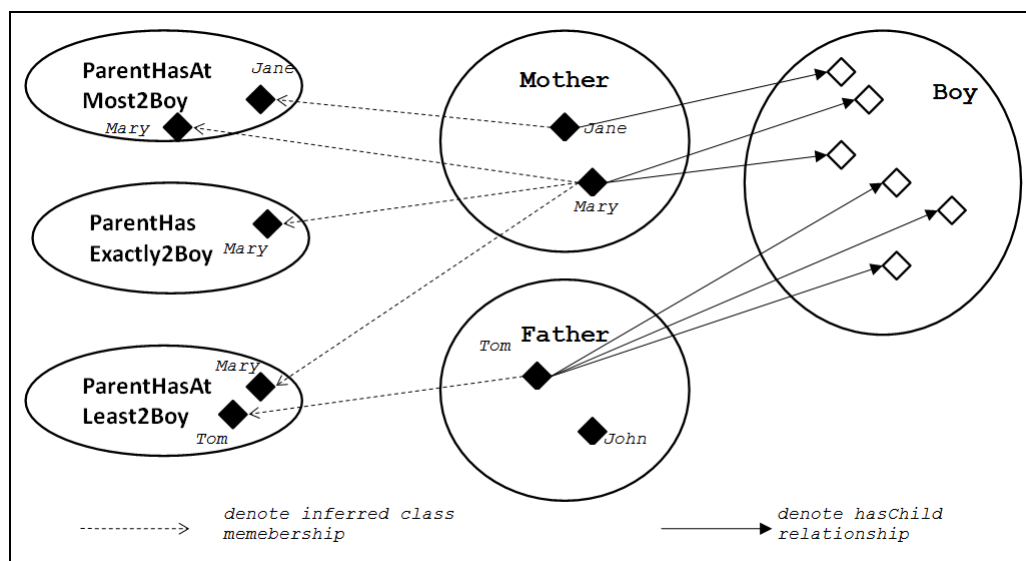 ParentHasAt
Most2Boy
Jane
Mary
Mother
Jane
Mary
Boy
ParentHas
Exactly2Boy
Mary
Father
Tom
John
ParentHasAt
Least2Boy
Mary
Tom
denote inferred class
memebership
denote hasChild
relationship